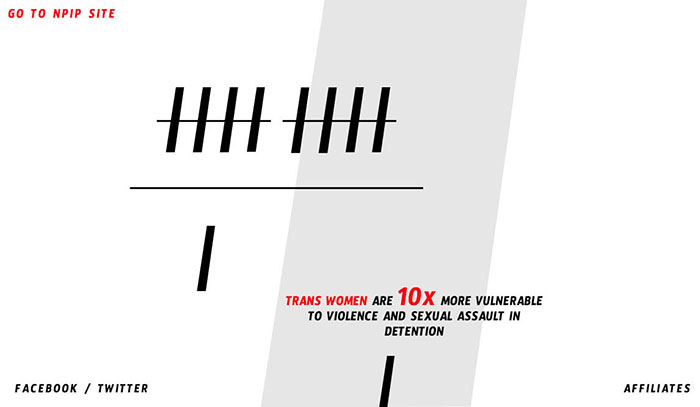 GO TO NPIP SITE
TRANS WOMEN ARE 10X MORE VULNERABLE
TO VIOLENCE AND SEXUAL ASSAULT IN
DETENTION
FACEBOOK / TWITTER
AFFILIATES